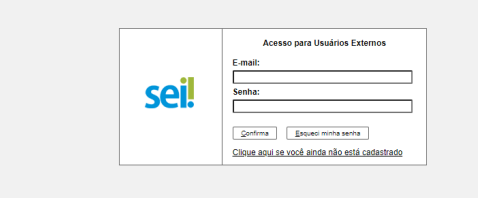 Acesso para Usuários Externos
E-mail:
sei!
Senha:
Confirma Esqueci minha senha
Clique aqui se você ainda não está cadastrado